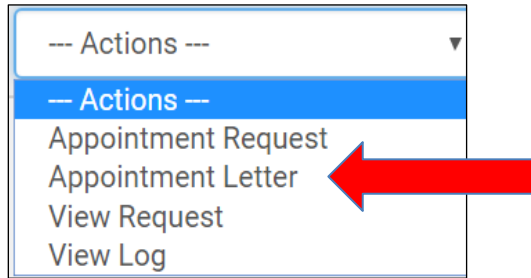 --- Actions ---
--- Actions ---
Appointment Request
Appointment Letter
View Request
View Log